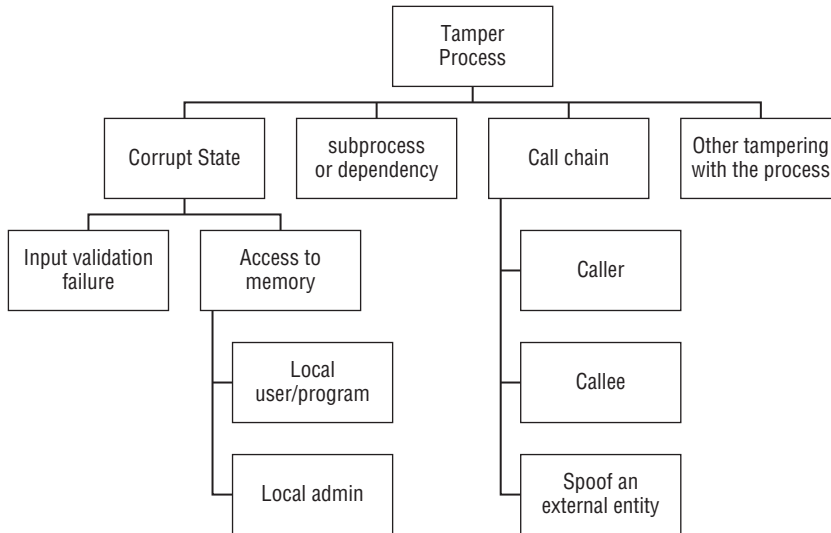 Tamper
Process
Corrupt State
subprocess
or dependency
Call chain
Other tampering
with the process
Input validation
failure
Access to
memory
Caller
Local
user/program
Callee
Local admin
Spoof an
external entity